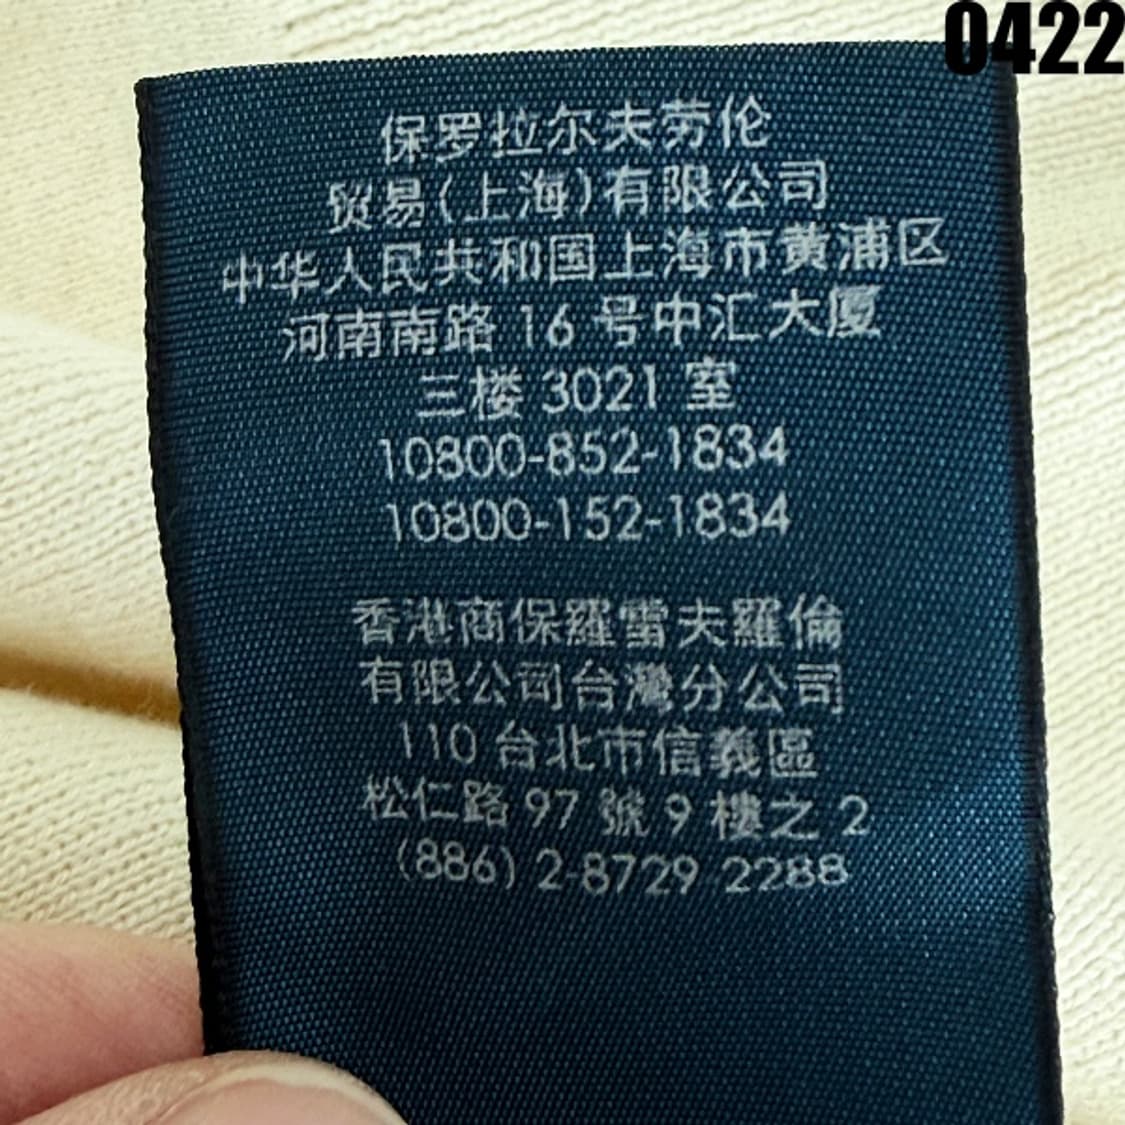 0422
保罗拉尔夫劳伦
贸易(上海)有限公司
中华人民共和国上海市黄浦区
河南南路 16 号中汇大厦
三楼 3021 室
10800-852-1834
10800-152-1834
香港商保羅雷夫羅倫
有限公司台灣分公司
110 台北市信義區
松仁路 97 號 9 樓之 2
(886) 2-8729 2288